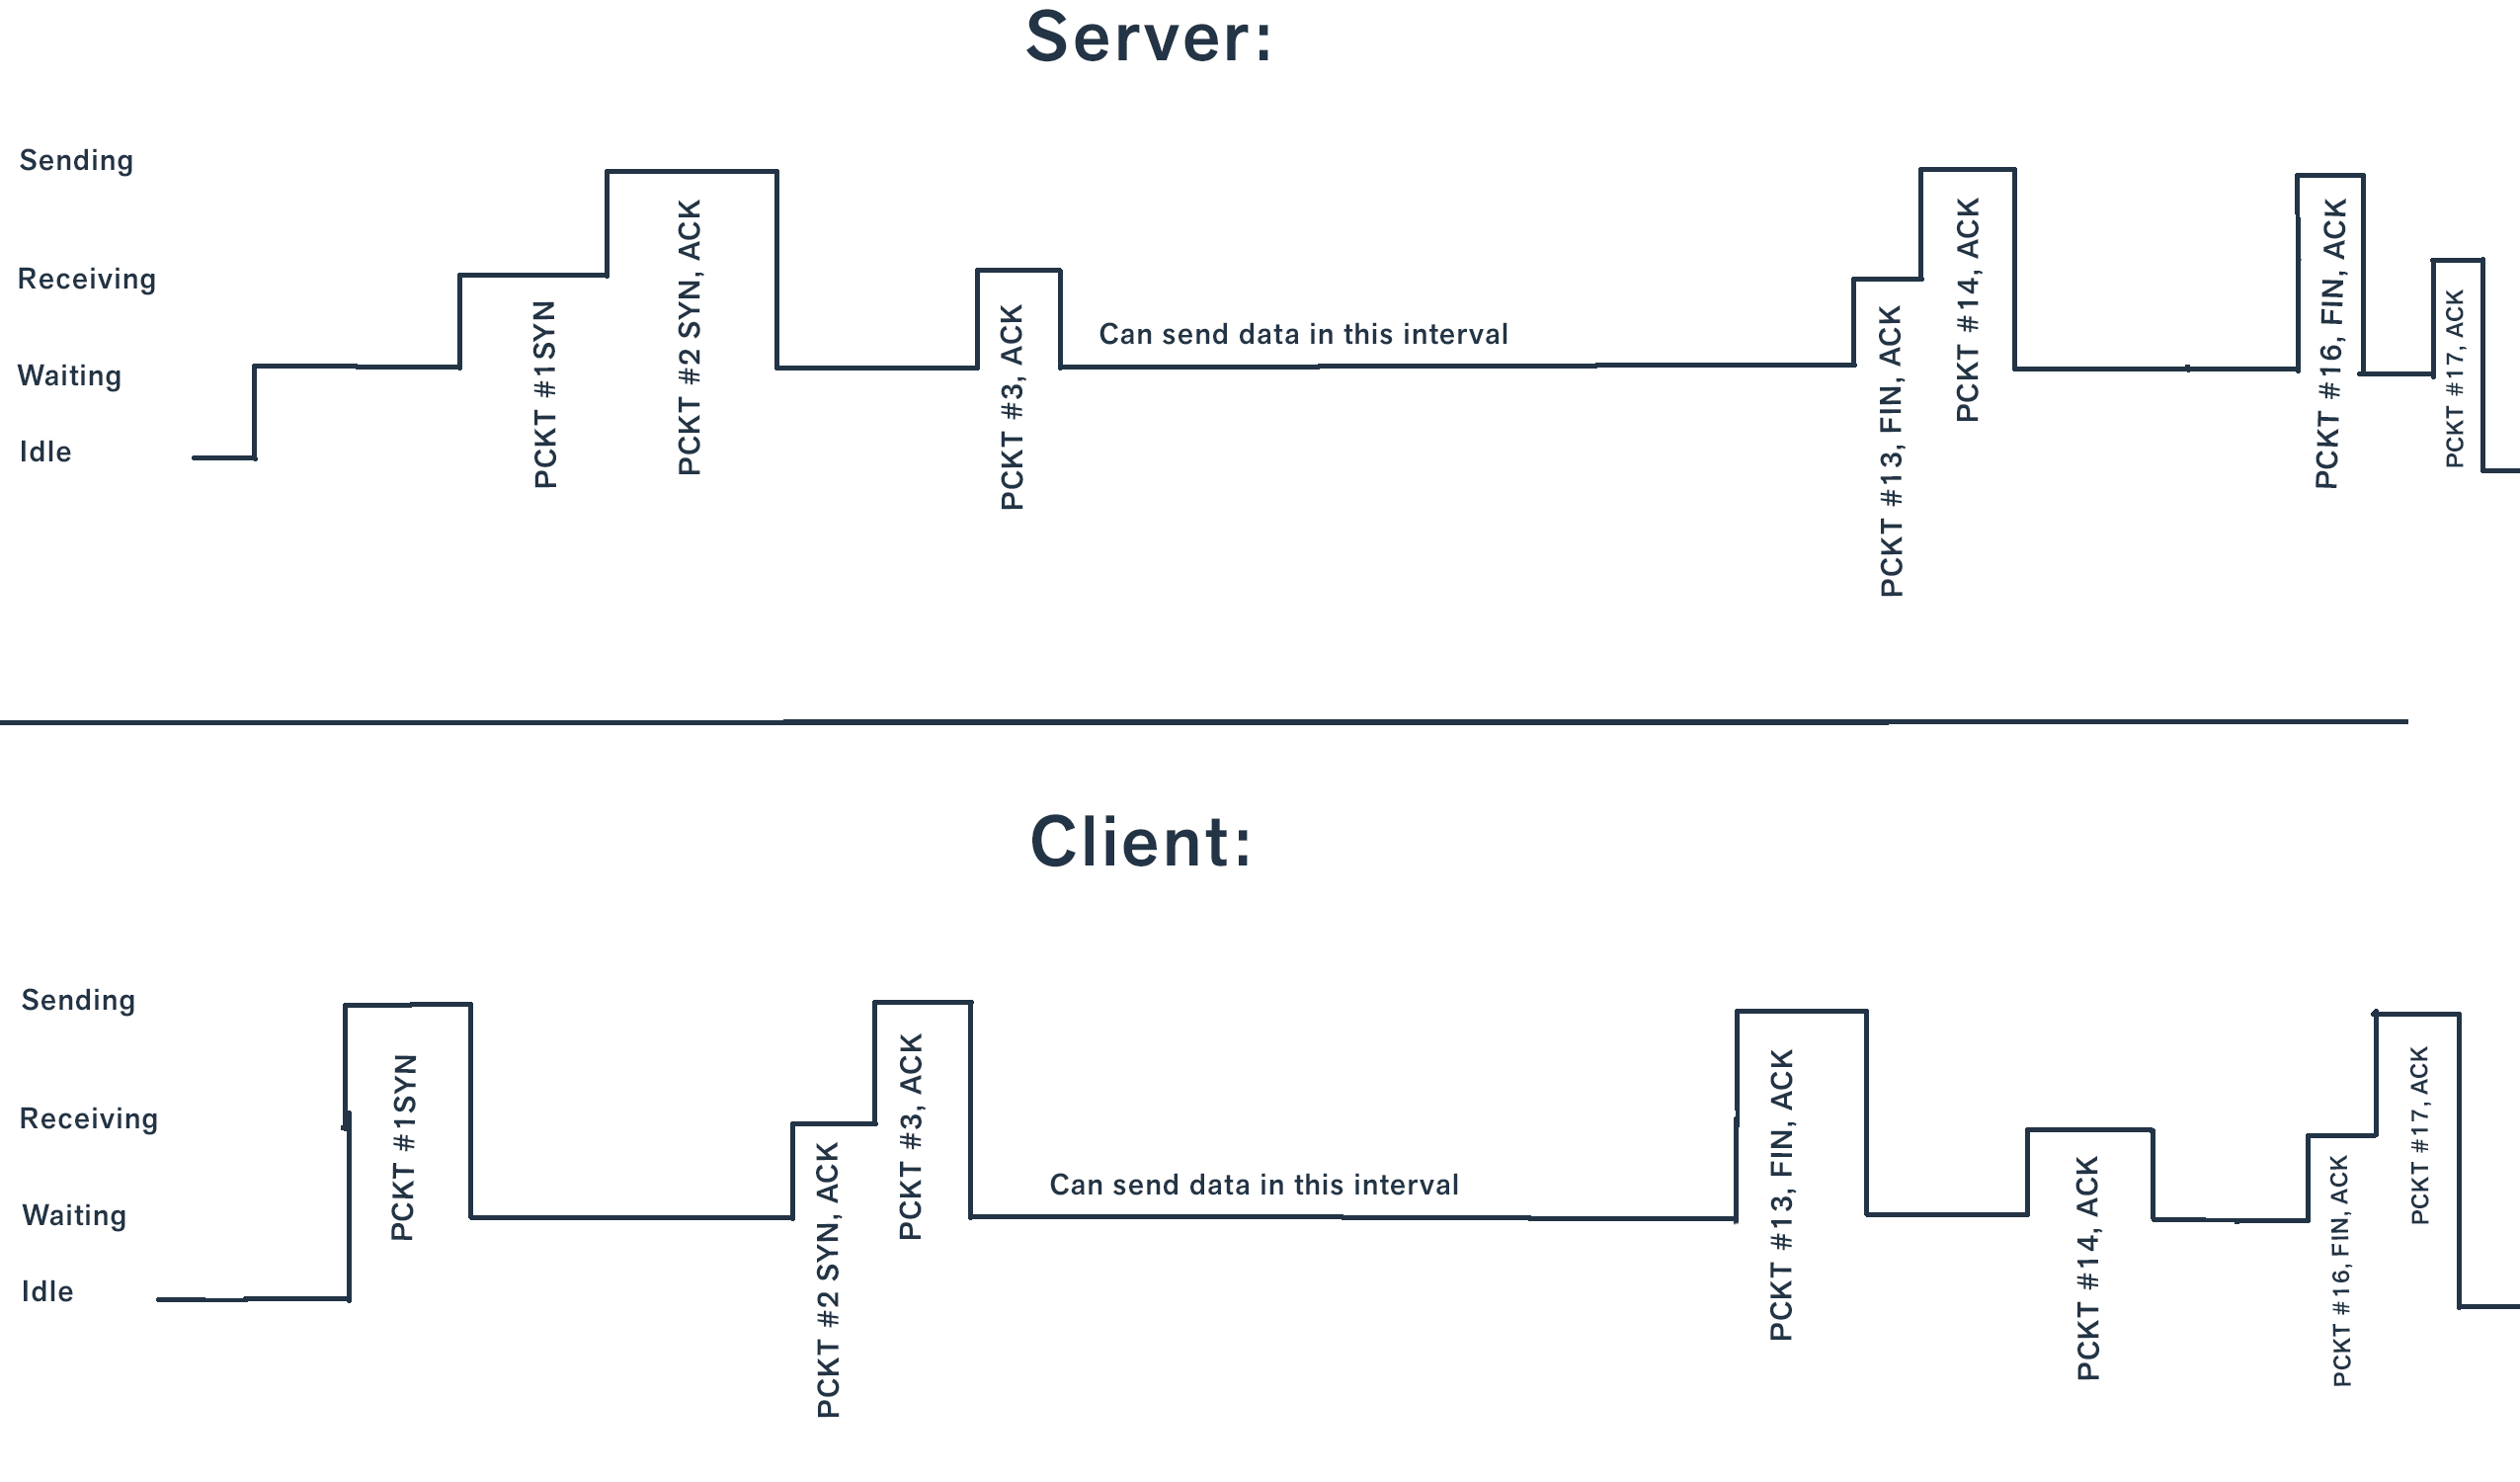 Server:
Sending
Receiving
Waiting
Idle
PCKT #1SYN
PCKT #2 SYN, ACK
PCKT #3, ACK
Can send data in this interval
PCKT #13, FIN, ACK
PCKT #14, ACK
PCKT #16, FIN, ACK
PCKT #17, ACK
Client:
Sending
Receiving
Waiting
Idle
PCKT #1SYN
PCKT #2 SYN, ACK
PCKT #3, ACK
Can send data in this interval
PCKT #13, FIN, ACK
PCKT #14, ACK
PCKT #16, FIN, ACK
PCKT #17, ACK